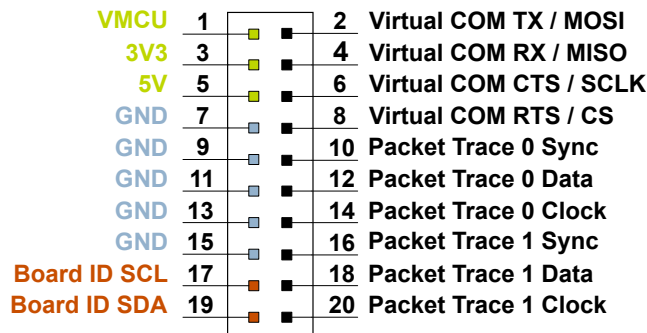 VMCU 1 2 Virtual COM TX / MOSI
3V3 3 4 Virtual COM RX / MISO
5V 5 6 Virtual COM CTS / SCLK
GND 7 8 Virtual COM RTS / CS
GND 9 10 Packet Trace 0 Sync
GND 11 12 Packet Trace 0 Data
GND 13 14 Packet Trace 0 Clock
GND 15 16 Packet Trace 1 Sync
Board ID SCL 17 18 Packet Trace 1 Data
Board ID SDA 19 20 Packet Trace 1 Clock